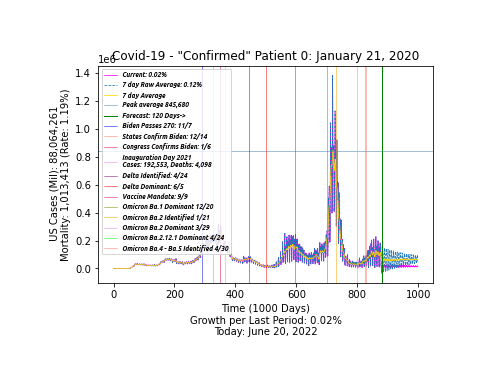 Covid-19 - "Confirmed" Patient 0: January 21, 2020
1e6
1.4
1.2
1.0
0.8
0.6
0.4
0.2
0.0
US Cases (Mil): 88,064,261
Mortality: 1,013,413 (Rate: 1.19%)
Current: 0.02%
7 day Raw Average: 0.12%
7 day Average
Peak average 845,680
Forecast: 120 Days->
Biden Passes 270: 11/7
States Confirm Biden: 12/14
Congress Confirms Biden: 1/6
Inauguration Day 2021
Cases: 192,553, Deaths: 4,098
Delta Identified: 4/24
Delta Dominant: 6/5
Vaccine Mandate: 9/9
Omicron Ba.1 Dominant 12/20
Omicron Ba.2 Identified 1/21
Omicron Ba.2 Dominant 3/29
Omicron Ba.2.12.1 Dominant 4/24
Omicron Ba.4 - Ba.5 Identified 4/30
0 200 400 600 800 1000
Time (1000 Days)
Growth per Last Period: 0.02%
Today: June 20, 2022